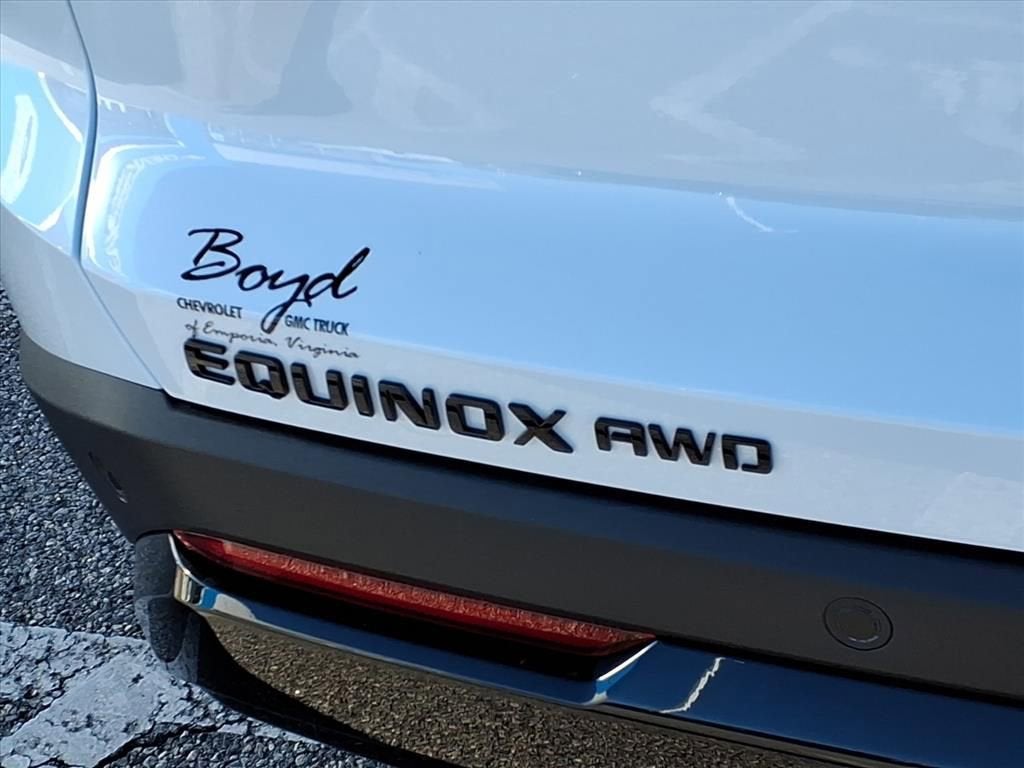 Boyd
CHEVROLET GMC TRUCK
of Emporia, Virginia
EQUINOX AWD